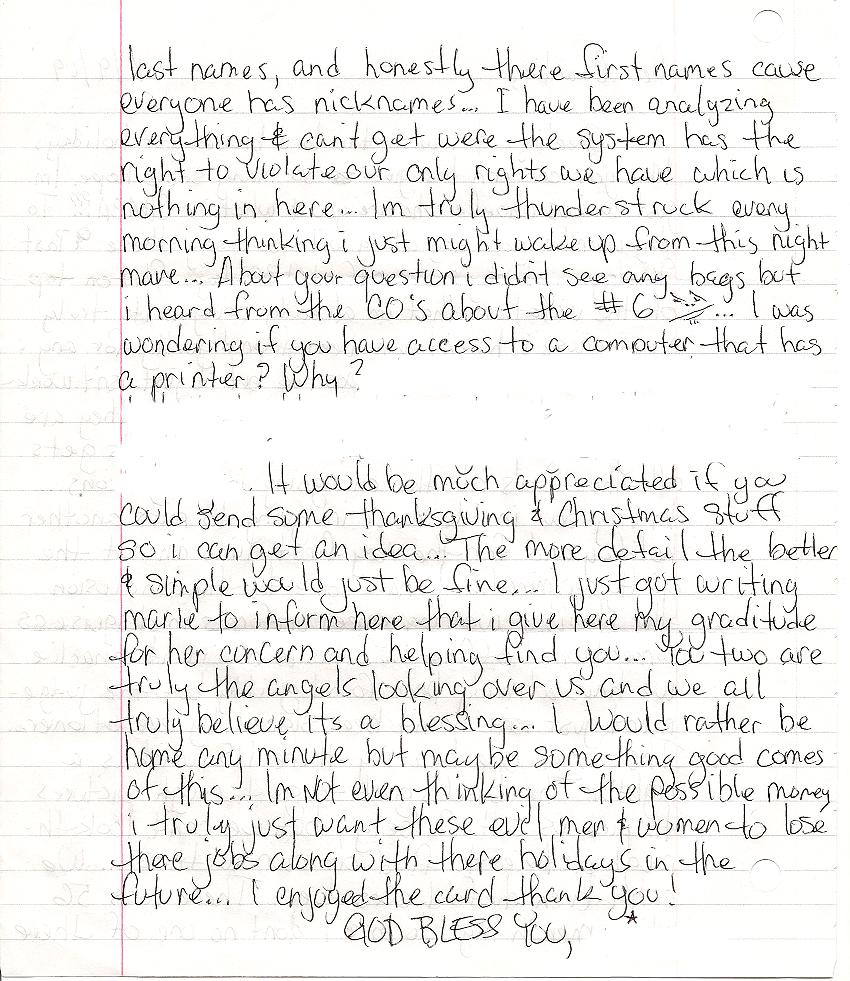 last names, and honestly there first names cause
everyone has nicknames... I have been analyzing
everything & can't get were the system has the
right to violate our only rights we have which is
nothing in here... Im truly thunderstruck every
morning thinking i just might wake up from this night
mare... About your question i didn't see any bags but
i heard from the CO's about the #6 ... I was
wondering if you have access to a computer that has
a printer? Why?
It would be much appreciated if you
could send some thanksgiving & Christmas stuff
so i can get an idea... The more detail the better
& simple would just be fine... I just got writing
marie to inform here that i give here my graditude
for her concern and helping find you... You two are
truly the angels looking over us and we all
truly believe its a blessing... I would rather be
home any minute but maybe something good comes
of this... Im not even thinking of the possible money
i truly just want these evil men & women to lose
there jobs along with there holidays in the
future... I enjoyed the card thank you!
GOD BLESS YOU,